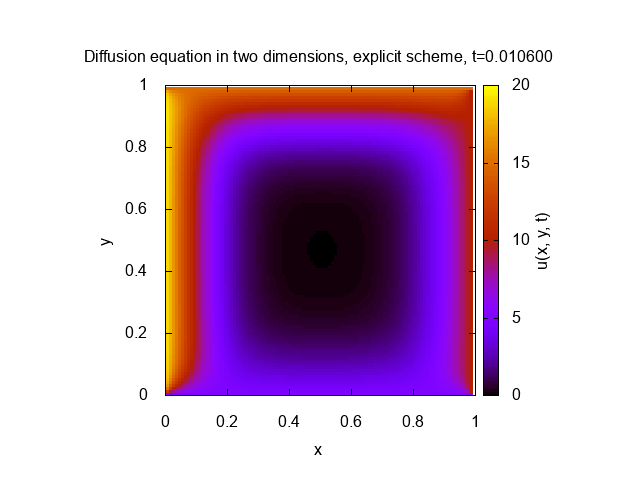 Diffusion equation in two dimensions, explicit scheme, t=0.010600
1
0.8
0.6
0.4
0.2
0
y
0 0.2 0.4 0.6 0.8 1
x
20
15
10
5
0
u(x, y, t)